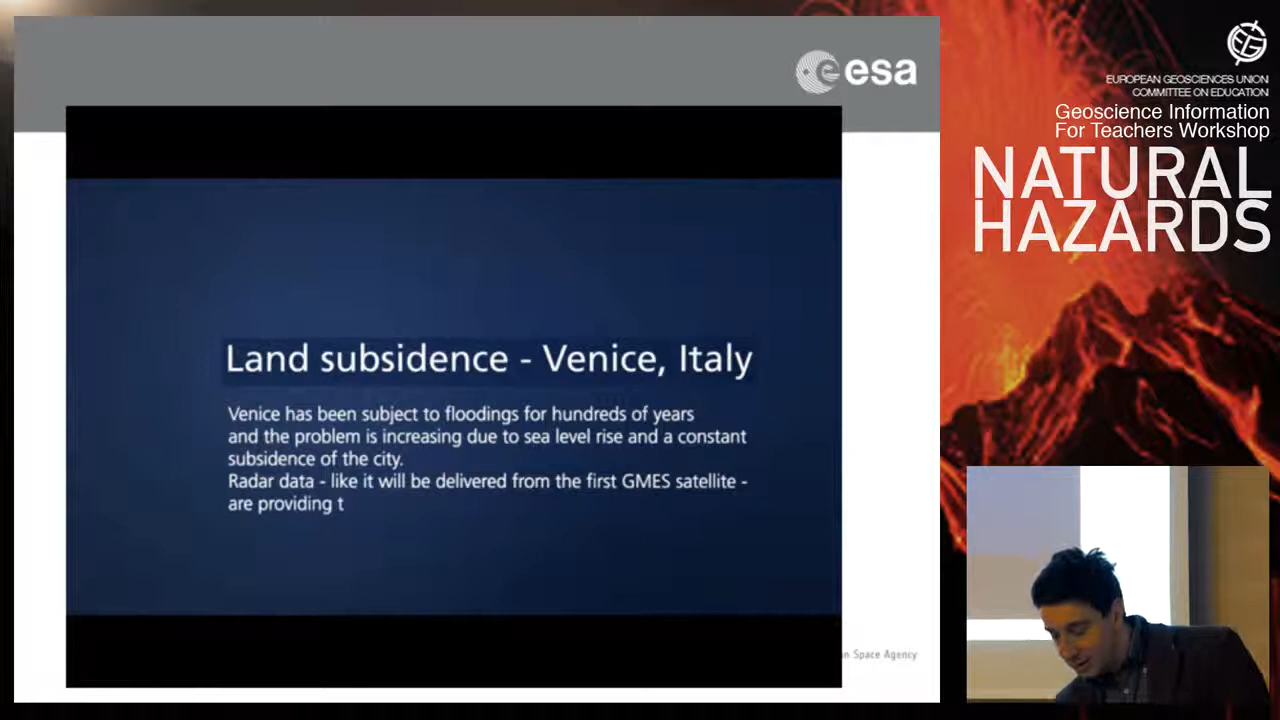 esa
Land subsidence - Venice, Italy
Venice has been subject to floodings for hundreds of years
and the problem is increasing due to sea level rise and a constant
subsidence of the city.
Radar data - like it will be delivered from the first GMES satellite -
are providing t
n Space Agency
EUROPEAN GEOSCIENCES UNION
COMMITTEE ON EDUCATION
Geoscience Information
For Teachers Workshop
NATURAL
HAZARDS